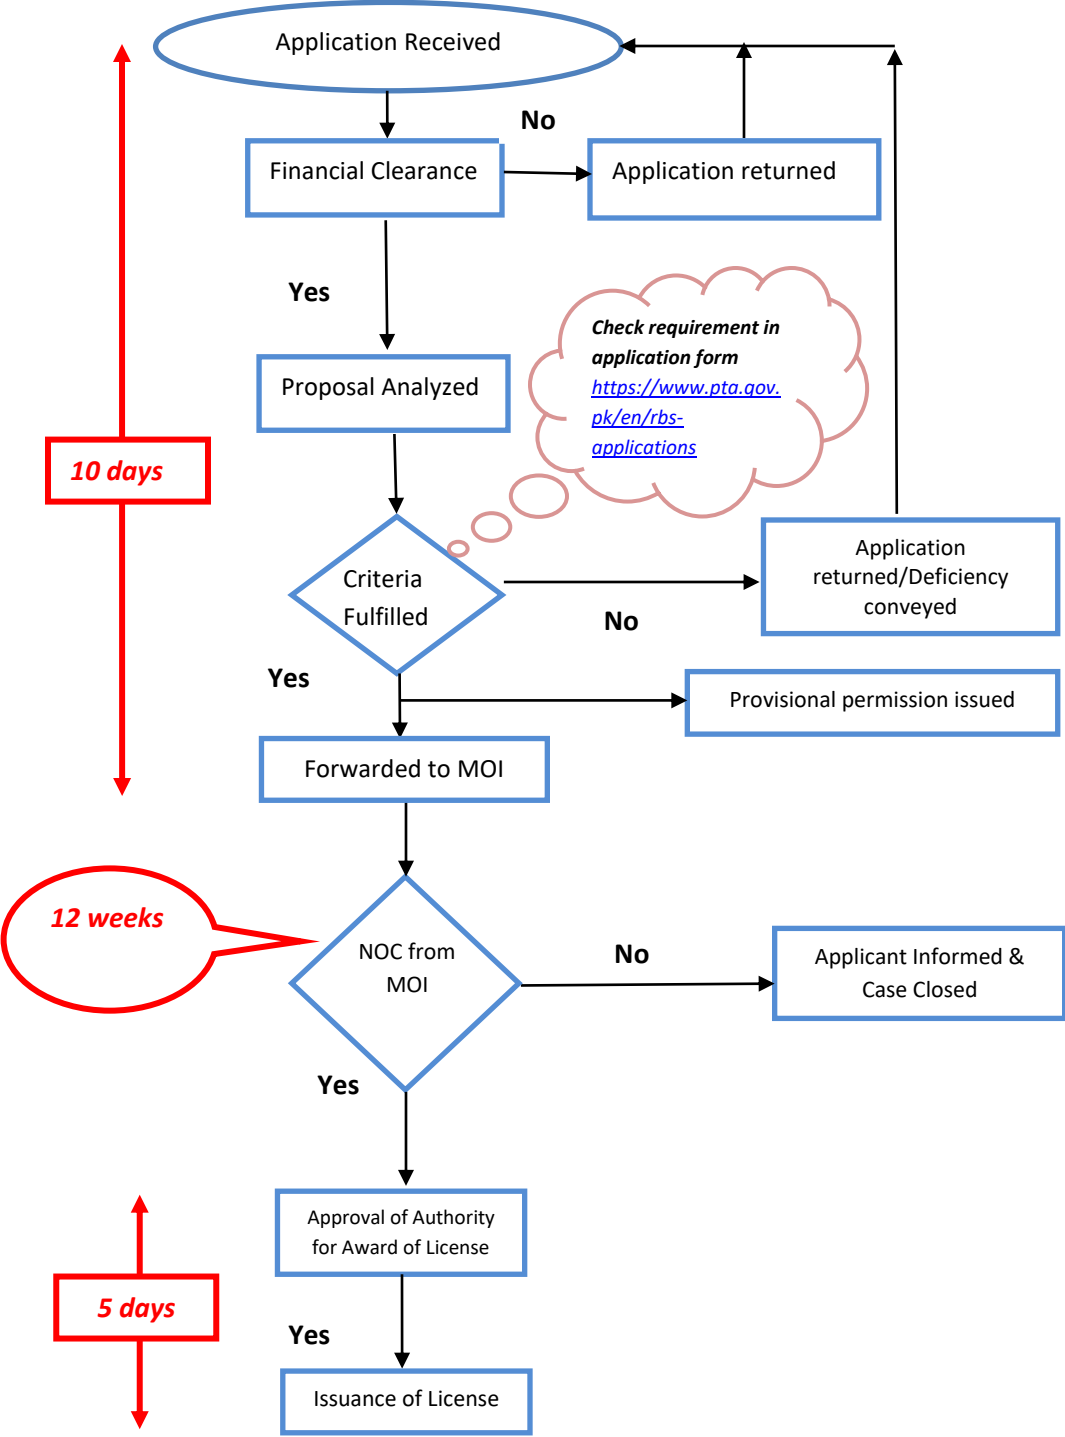 Application Received
No
Financial Clearance
Application returned
Yes
Check requirement in
application form
https://www.pta.gov.
pk/en/rbs-
applications
Proposal Analyzed
10 days
Application
returned/Deficiency
conveyed
Criteria
Fulfilled
No
Yes
Provisional permission issued
Forwarded to MOI
12 weeks
NOC from
MOI
No
Applicant Informed &
Case Closed
Yes
Approval of Authority
for Award of License
5 days
Yes
Issuance of License